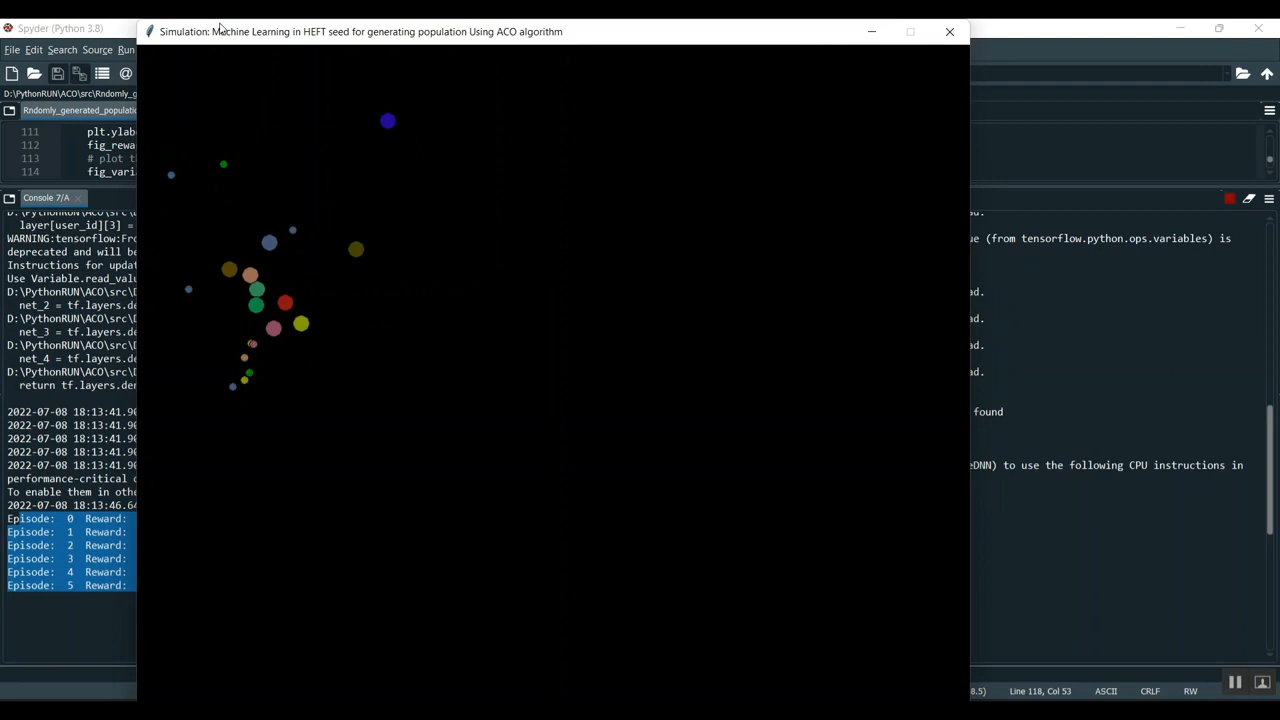 Spyder (Python 3.8)
Simulation: Machine Learning in HEFT seed for generating population Using ACO algorithm
File Edit Search Source Run
D:\PythonRUN\ACO\src\Rndomly_g
Rndomly_generated_populatio
111 plt.ylabe
112 fig_rewa
113 # plot t
114 fig_vari
Console 7/A
layer[user_id][3] = 
WARNING:tensorflow:Fro
ue (from tensorflow.python.ops.variables) is
deprecated and will be
Instructions for updat
Use Variable.read_valu
D:\PythonRUN\ACO\src\D
ad.
net_2 = tf.layers.de
D:\PythonRUN\ACO\src\D
ad.
net_3 = tf.layers.de
D:\PythonRUN\ACO\src\D
ad.
net_4 = tf.layers.de
D:\PythonRUN\ACO\src\D
ad.
return tf.layers.den
2022-07-08 18:13:41.90
found
2022-07-08 18:13:41.90
2022-07-08 18:13:41.90
2022-07-08 18:13:41.90
2022-07-08 18:13:41.90
eDNN) to use the following CPU instructions in
performance-critical o
To enable them in othe
2022-07-08 18:13:46.64
Episode: 0 Reward:
Episode: 1 Reward:
Episode: 2 Reward:
Episode: 3 Reward:
Episode: 4 Reward:
Episode: 5 Reward:
8.5) Line 118, Col 53 ASCII CRLF RW